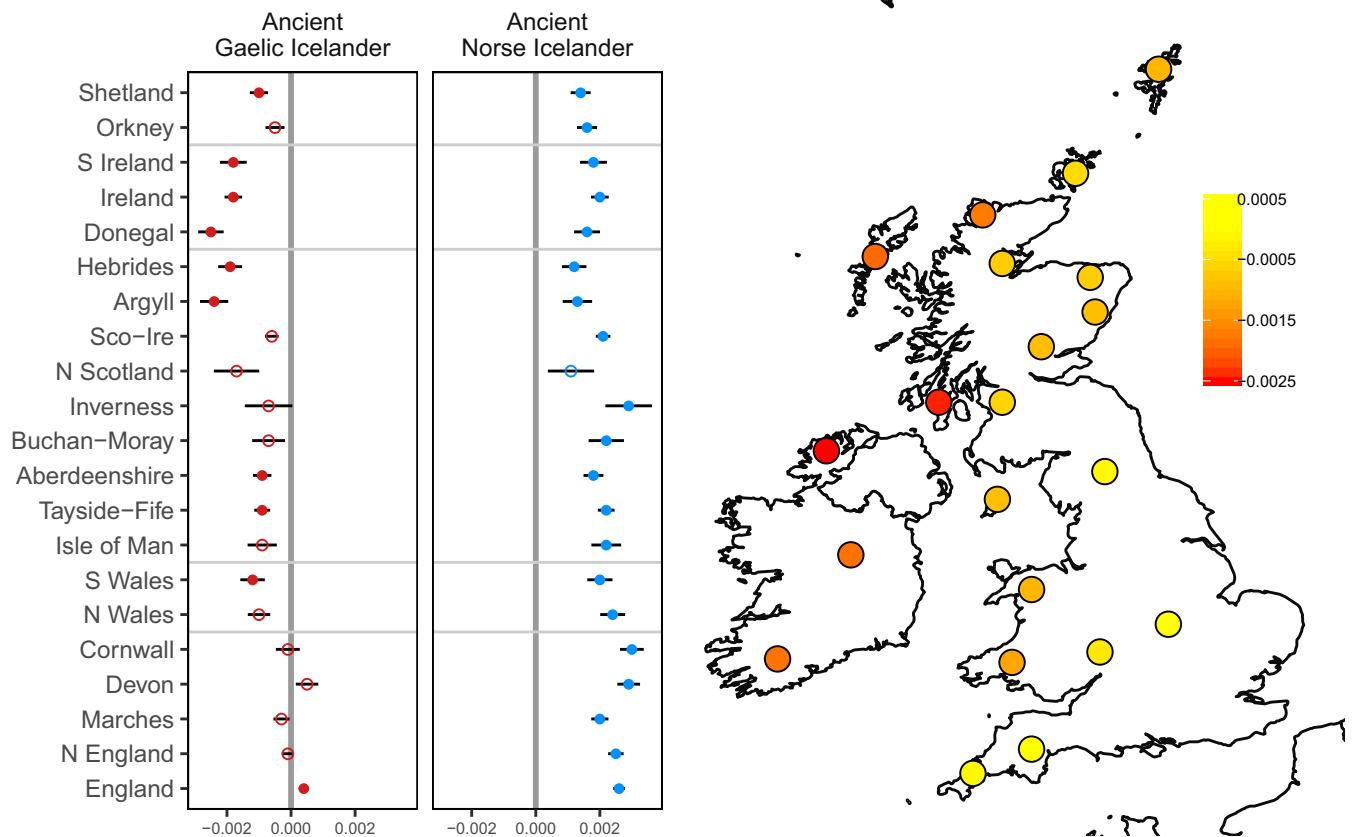 Ancient
Gaelic Icelander
Ancient
Norse Icelander
Shetland
Orkney
S Ireland
Ireland
Donegal
Hebrides
Argyll
Sco−Ire
N Scotland
Inverness
Buchan−Moray
Aberdeenshire
Tayside−Fife
Isle of Man
S Wales
N Wales
Cornwall
Devon
Marches
N England
England
−0.002 0.000 0.002
−0.002 0.000 0.002
0.0005
−0.0005
−0.0015
−0.0025